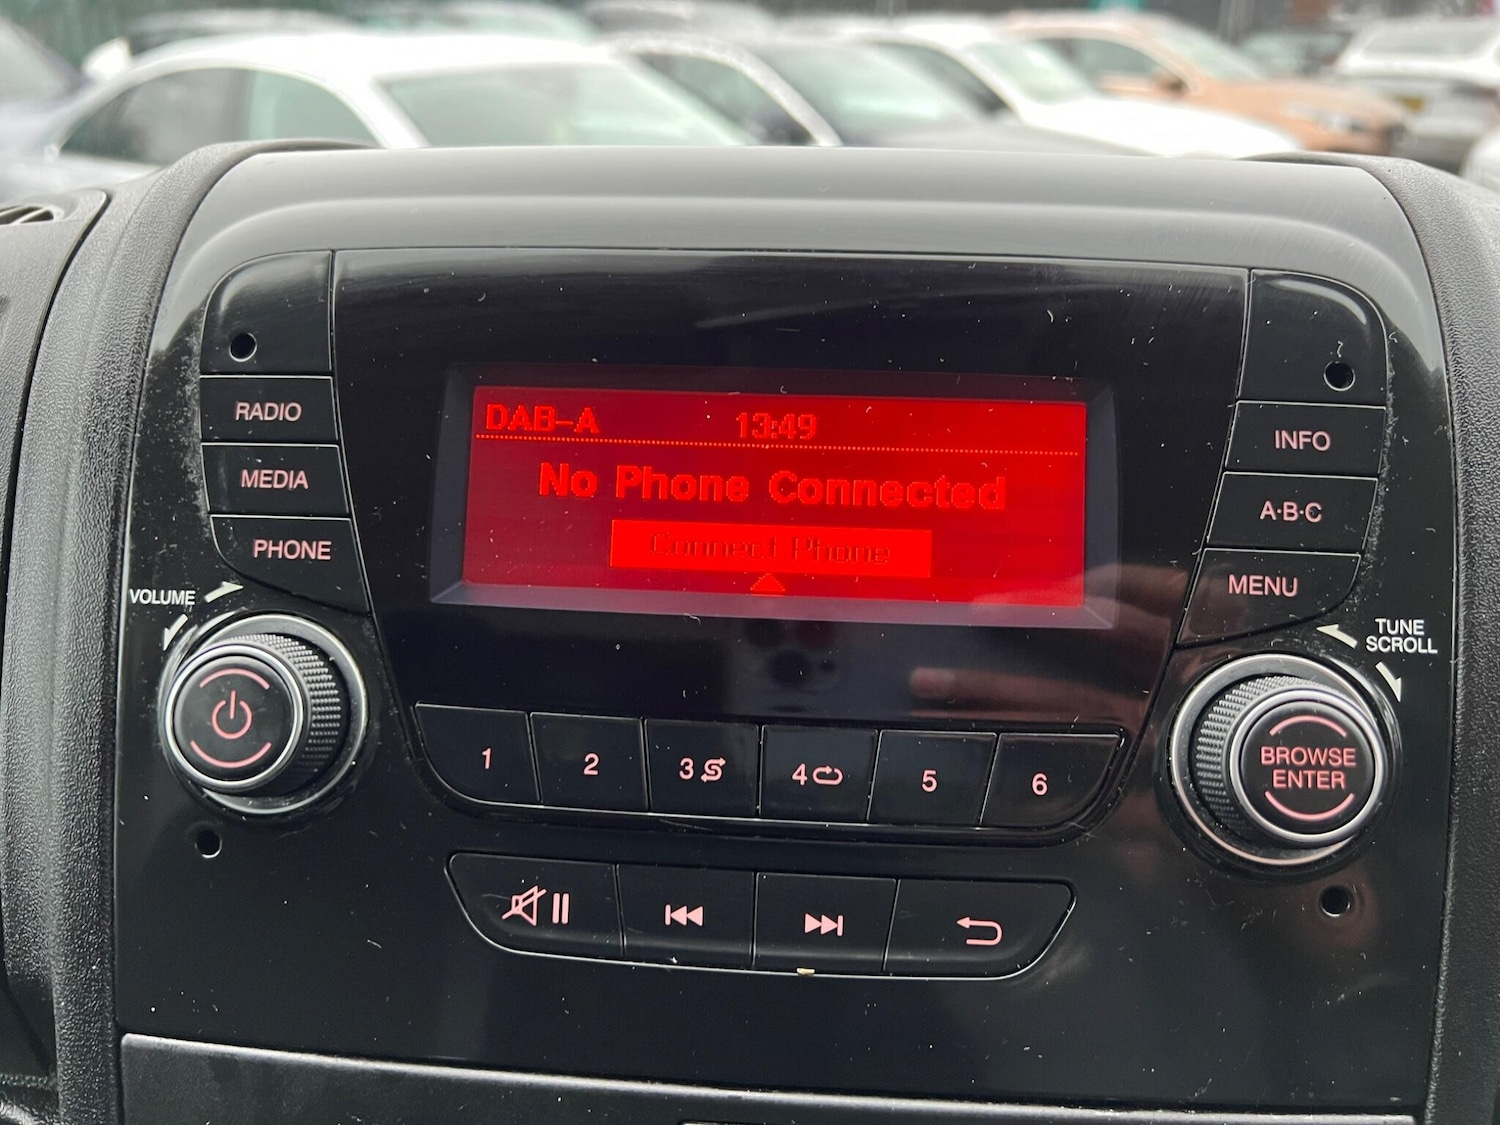 DAB-A 13:49
No Phone Connected
Connect Phone
RADIO
MEDIA
PHONE
VOLUME
INFO
A·B·C
MENU
TUNE
SCROLL
BROWSE
ENTER
1 2 3 4 5 6